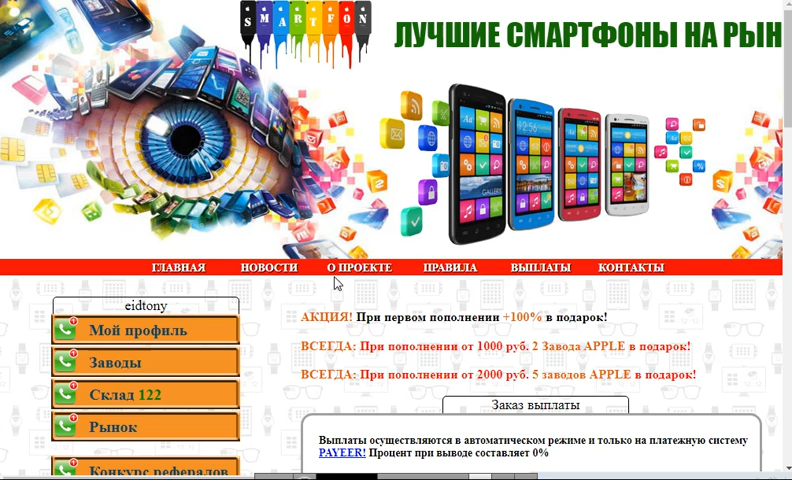 SMARTFON
ЛУЧШИЕ СМАРТФОНЫ НА РЫН
ГЛАВНАЯ НОВОСТИ О ПРОЕКТЕ ПРАВИЛА ВЫПЛАТЫ КОНТАКТЫ
eidtony
Мой профиль
Заводы
Склад 122
Рынок
Конкурс рефералов
АКЦИЯ! При первом пополнении +100% в подарок!
ВСЕГДА: При пополнении от 1000 руб. 2 Завода APPLE в подарок!
ВСЕГДА: При пополнении от 2000 руб. 5 заводов APPLE в подарок!
Заказ выплаты
Выплаты осуществляются в автоматическом режиме и только на платежную систему
PAYEER! Процент при выводе составляет 0%